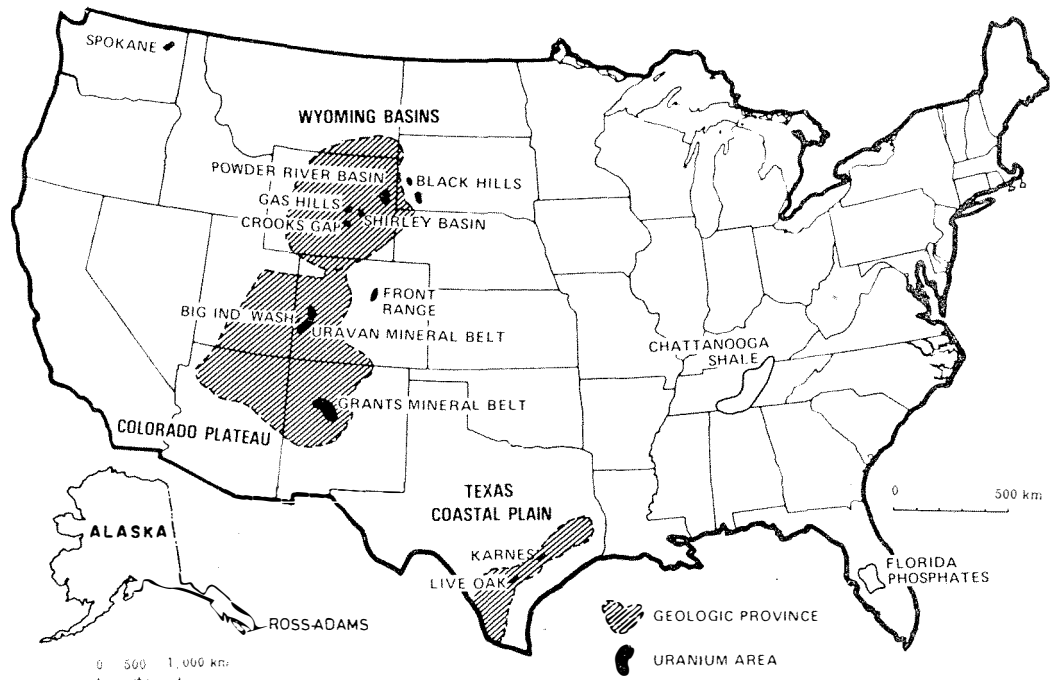 SPOKANE
WYOMING BASINS
POWDER RIVER BASIN
BLACK HILLS
GAS HILLS
CROOKS GAP
SHIRLEY BASIN
FRONT
RANGE
BIG IND. WASH
URAVAN MINERAL BELT
CHATTANOOGA
SHALE
GRANTS MINERAL BELT
COLORADO PLATEAU
TEXAS
COASTAL PLAIN
0 500 km
ALASKA
KARNES
LIVE OAK
FLORIDA
PHOSPHATES
ROSS-ADAMS
GEOLOGIC PROVINCE
URANIUM AREA
0 500 1,000 km